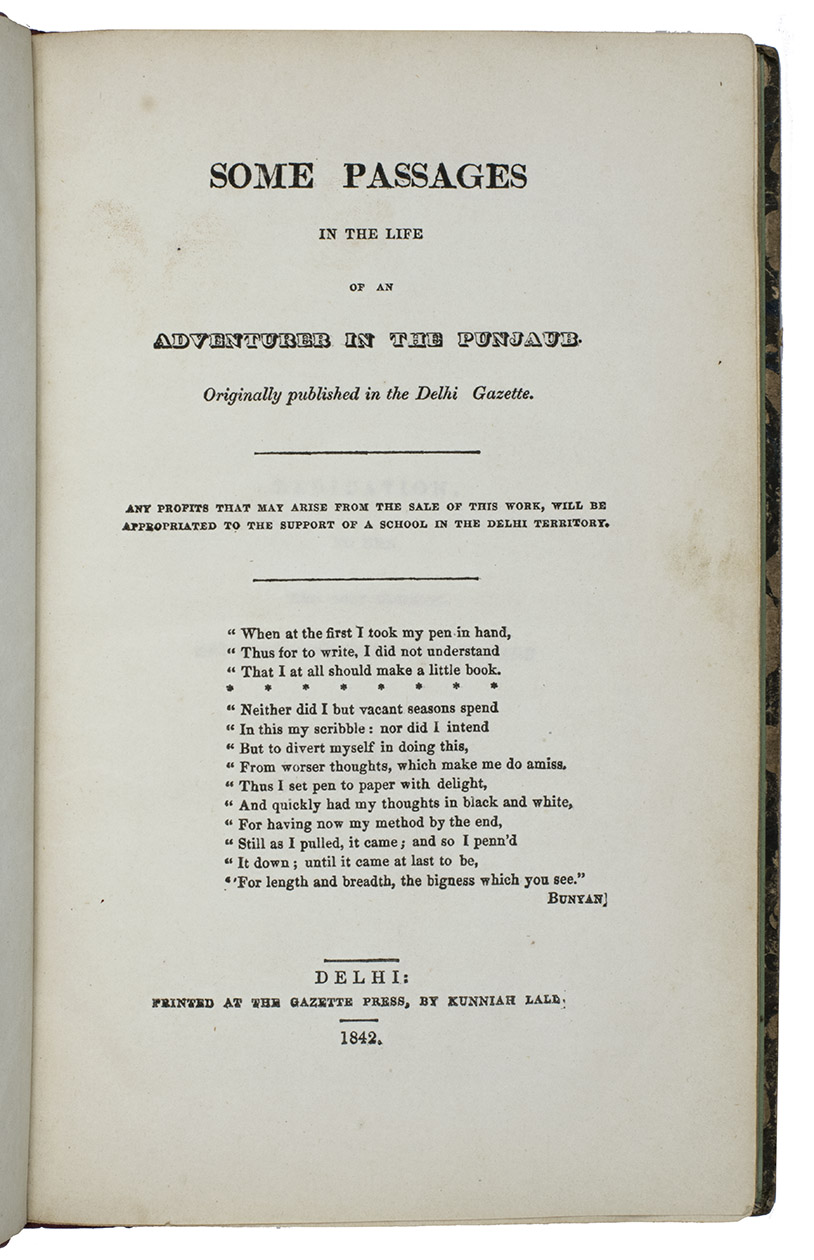 SOME PASSAGES
IN THE LIFE
OF AN
ADVENTURER IN THE PUNJAUB.
Originally published in the Delhi Gazette.
ANY PROFITS THAT MAY ARISE FROM THE SALE OF THIS WORK, WILL BE
APPROPRIATED TO THE SUPPORT OF A SCHOOL IN THE DELHI TERRITORY.
“ When at the first I took my pen in hand,
“ Thus for to write, I did not understand
“ That I at all should make a little book.
* * * * * * * *
“ Neither did I but vacant seasons spend
“ In this my scribble : nor did I intend
“ But to divert myself in doing this,
“ From worser thoughts, which make me do amiss.
“ Thus I set pen to paper with delight,
“ And quickly had my thoughts in black and white,
“ For having now my method by the end,
“ Still as I pulled, it came ; and so I penn'd
“ It down ; until it came at last to be,
“ 'For length and breadth, the bigness which you see.”
BUNYAN]
DELHI:
PRINTED AT THE GAZETTE PRESS, BY KUNNIAH LALL.
1842.